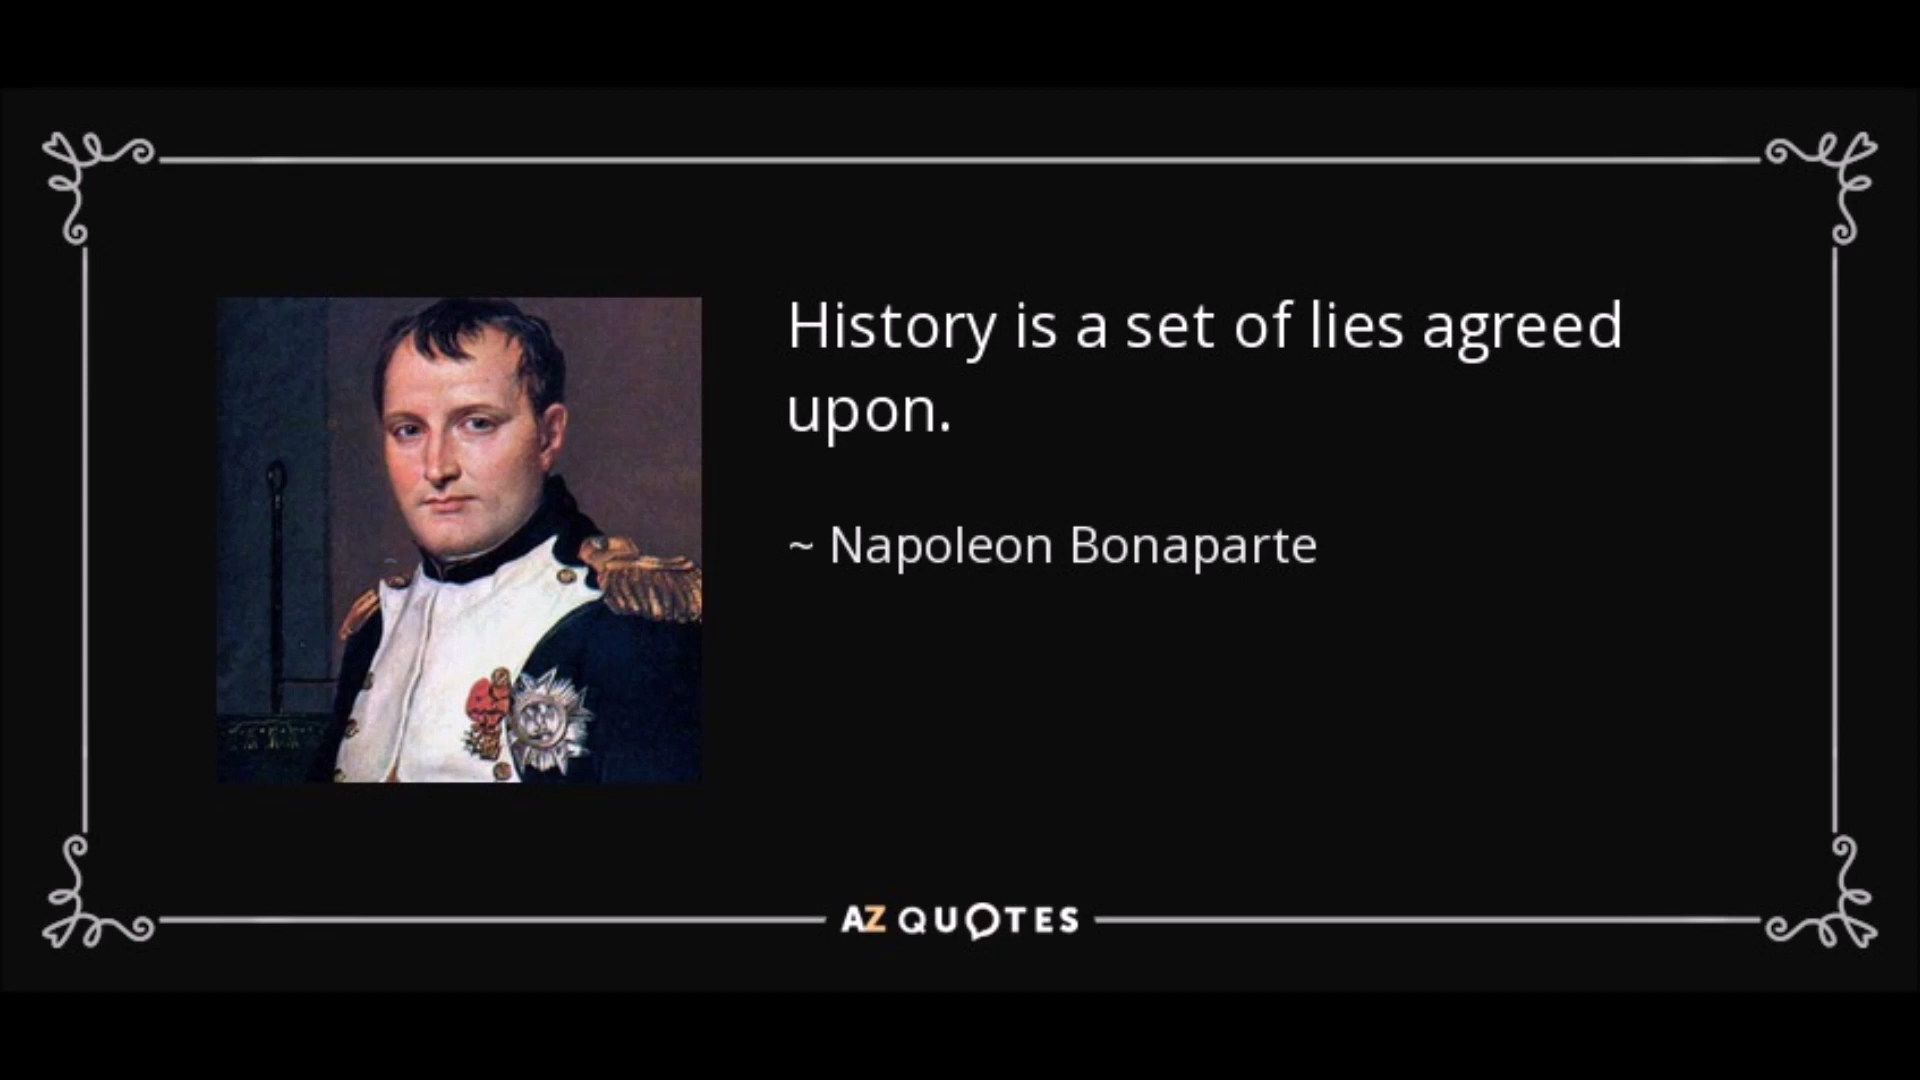 History is a set of lies agreed
upon.
~ Napoleon Bonaparte
AZ QUOTES